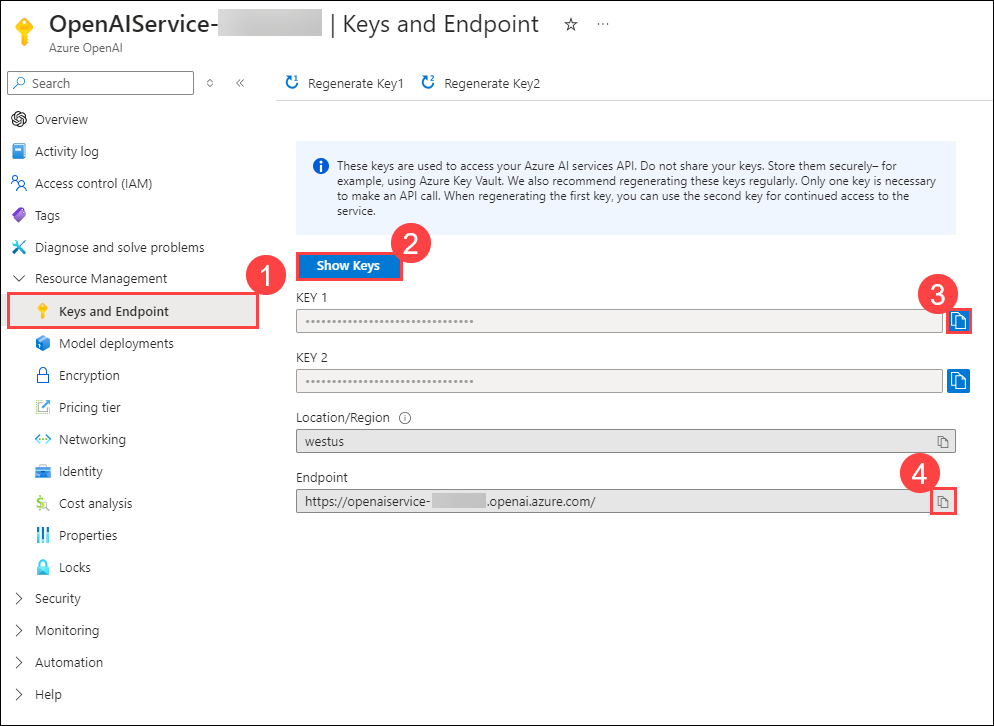 OpenAIService- | Keys and Endpoint
Azure OpenAI
Search
Regenerate Key1
Regenerate Key2
Overview
Activity log
Access control (IAM)
Tags
Diagnose and solve problems
Resource Management
1
Keys and Endpoint
Model deployments
Encryption
Pricing tier
Networking
Identity
Cost analysis
Properties
Locks
Security
Monitoring
Automation
Help
These keys are used to access your Azure AI services API. Do not share your keys. Store them securely– for
example, using Azure Key Vault. We also recommend regenerating these keys regularly. Only one key is necessary
to make an API call. When regenerating the first key, you can use the second key for continued access to the
service.
2
Show Keys
KEY 1
3
KEY 2
Location/Region
westus
Endpoint
4
https://openaiservice- .openai.azure.com/